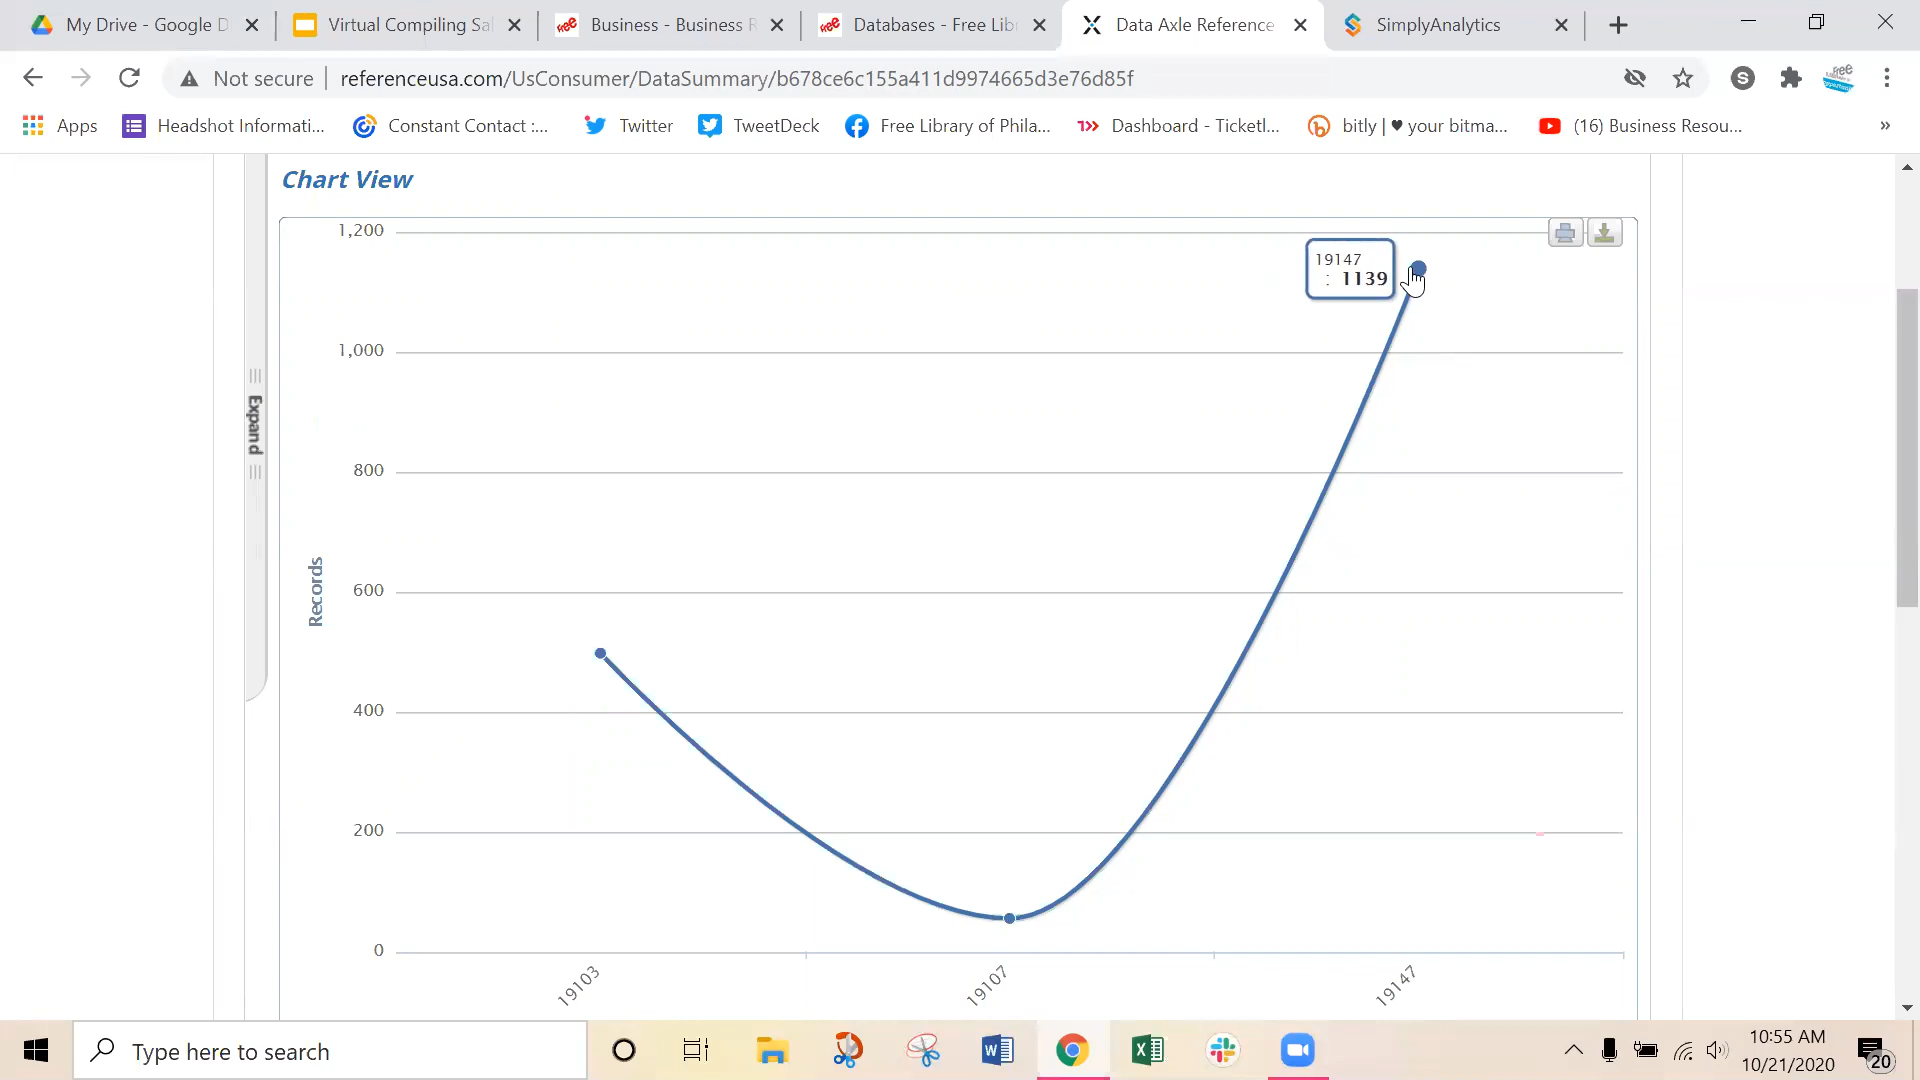 My Drive - Google D
Virtual Compiling Sal
free
Business - Business R
free
Databases - Free Libr
Data Axle Reference
SimplyAnalytics
Not secure
referenceusa.com/UsConsumer/DataSummary/b678ce6c155a411d9974665d3e76d85f
S
Apps
Headshot Informati...
Constant Contact :...
Twitter
TweetDeck
Free Library of Phila...
Dashboard - Ticketl...
bitly | ♥ your bitma...
(16) Business Resou...
»
Chart View
1,200
19147
: 1139
1,000
800
Expand
600
Records
400
200
0
19103
19107
19147
Type here to search
10:55 AM
10/21/2020
20